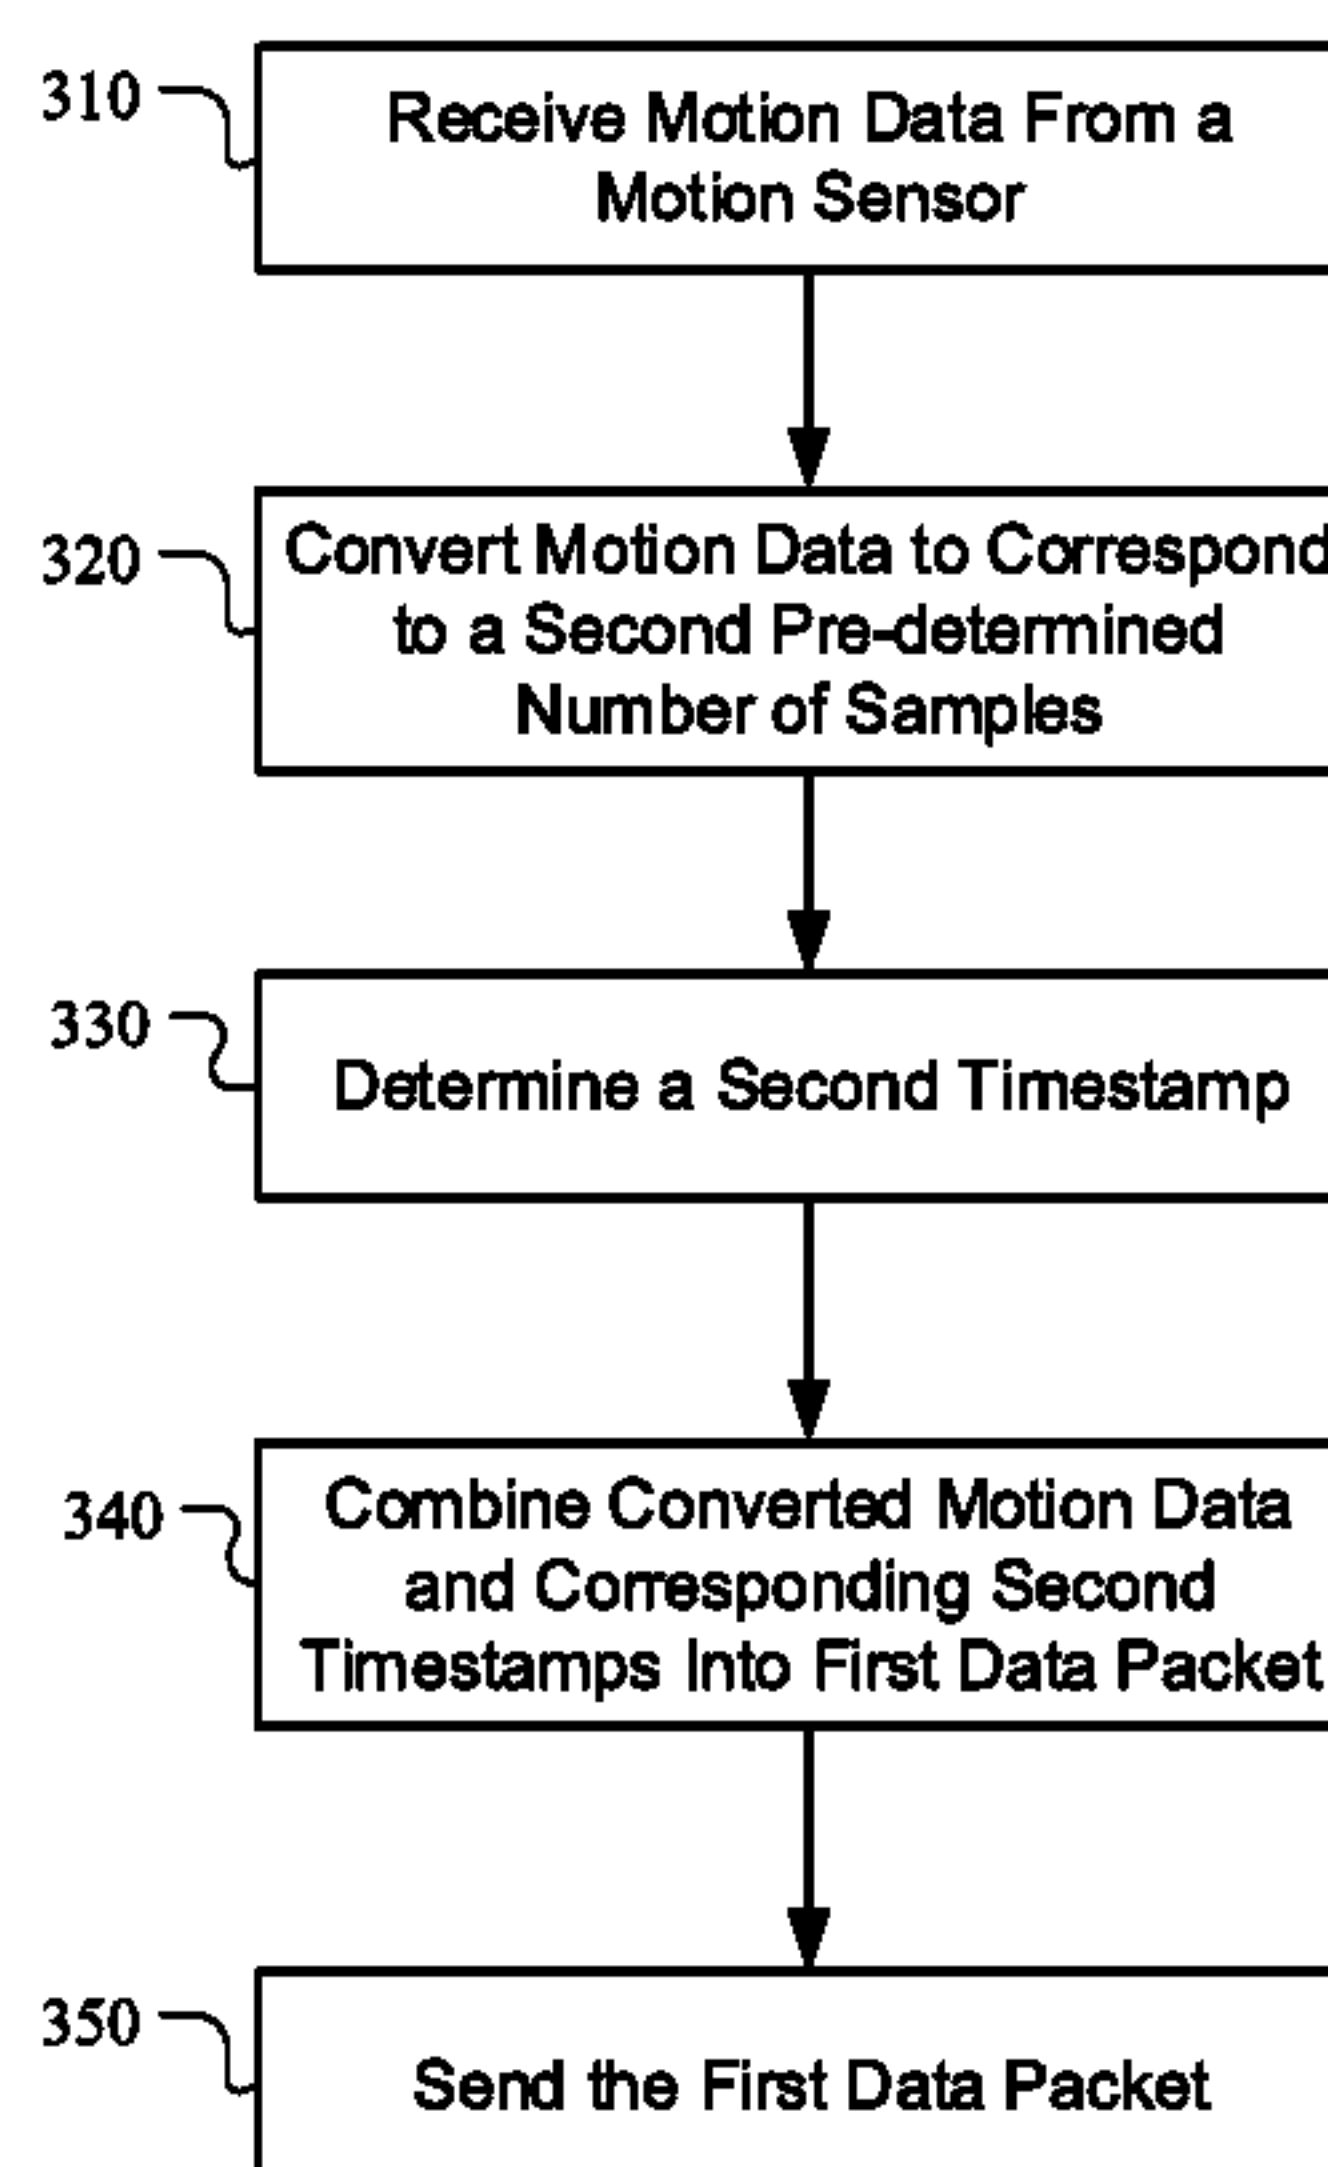 310
Receive Motion Data From a
Motion Sensor
320
Convert Motion Data to Correspond
to a Second Pre-determined
Number of Samples
330
Determine a Second Timestamp
340
Combine Converted Motion Data
and Corresponding Second
Timestamps Into First Data Packet
350
Send the First Data Packet